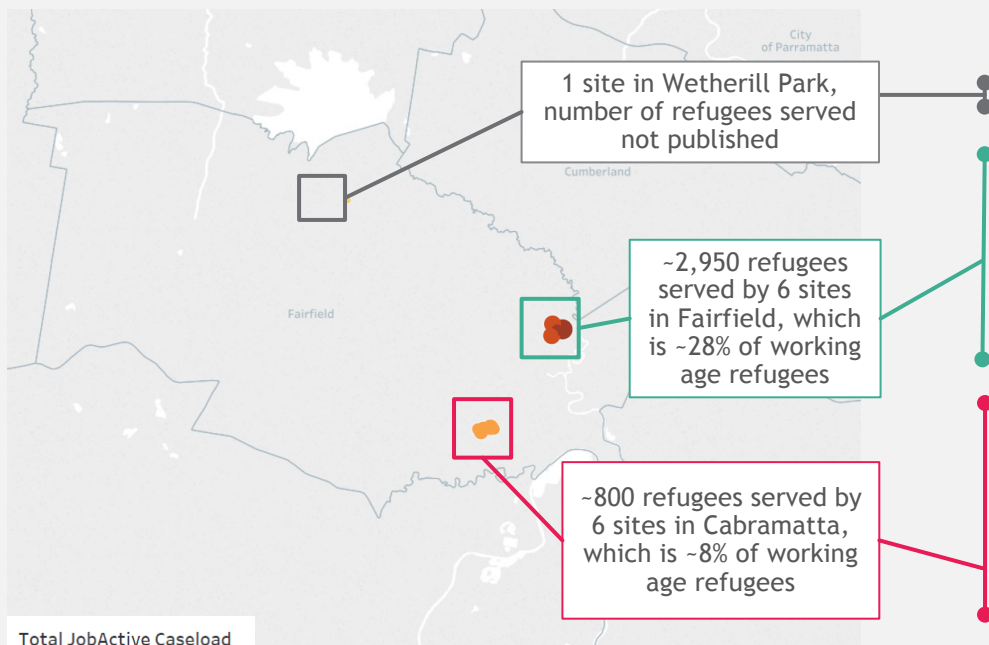 City
of Parramatta
1 site in Wetherill Park,
number of refugees served
not published
Cumberland
~2,950 refugees
served by 6 sites
in Fairfield, which
is ~28% of working
age refugees
Fairfield
~800 refugees served by
6 sites in Cabramatta,
which is ~8% of working
age refugees
Total JobActive Caseload